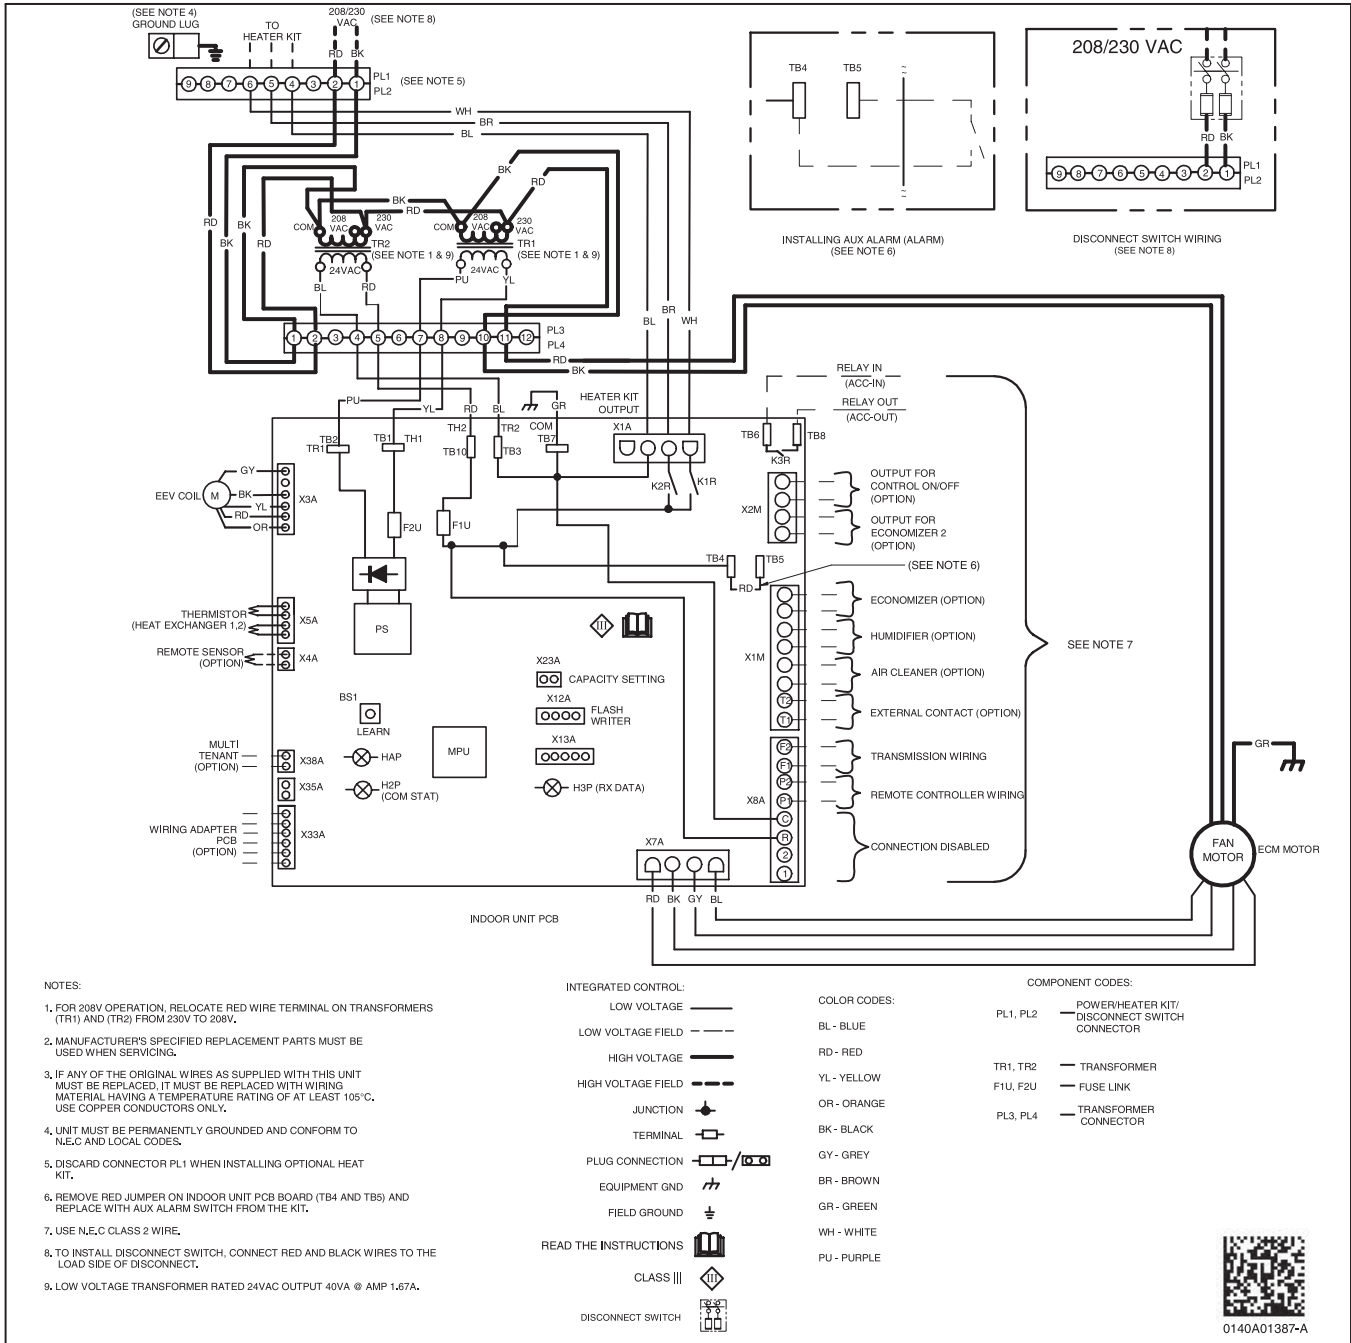 (SEE NOTE 4)
GROUND LUG
TO
HEATER KIT
208/230
VAC
(SEE NOTE 8)
RD BK
9 8 7 6 5 4 3 2 1
PL1
PL2
(SEE NOTE 5)
WH
BR
BL
RD
BK
BK
RD
BK
RD
BK
RD
COM
208
VAC
230
VAC
TR2
(SEE NOTE 1 & 9)
24VAC
BL
RD
COM
208
VAC
230
VAC
TR1
(SEE NOTE 1 & 9)
24VAC
PU
YL
BL
BR
WH
1 2 3 4 5 6 7 8 9 10 11 12
PL3
PL4
RD
BK
TB4
TB5
INSTALLING AUX ALARM (ALARM)
(SEE NOTE 6)
208/230 VAC
RD BK
9 8 7 6 5 4 3 2 1
PL1
PL2
DISCONNECT SWITCH WIRING
(SEE NOTE 8)
PU
YL
RD
BL
GR
HEATER KIT
OUTPUT
X1A
TB2
TR1
TB1
TH1
TH2
TB10
TR2
TB3
COM
TB7
K2R
K1R
F2U
F1U
PS
RELAY IN
(ACC-IN)
RELAY OUT
(ACC-OUT)
TB6
TB8
K3R
X2M
OUTPUT FOR
CONTROL ON/OFF
(OPTION)
OUTPUT FOR
ECONOMIZER 2
(OPTION)
TB4
TB5
RD
(SEE NOTE 6)
EEV COIL
M
GY
BK
YL
RD
OR
X3A
THERMISTOR
(HEAT EXCHANGER 1,2)
X5A
REMOTE SENSOR
(OPTION)
X4A
III
X23A
CAPACITY SETTING
X12A
FLASH
WRITER
X13A
BS1
LEARN
MPU
HAP
H2P
(COM STAT)
H3P (RX DATA)
MULTI
TENANT
(OPTION)
X38A
X35A
WIRING ADAPTER
PCB
(OPTION)
X33A
X1M
ECONOMIZER (OPTION)
HUMIDIFIER (OPTION)
AIR CLEANER (OPTION)
T2
T1
EXTERNAL CONTACT (OPTION)
F2
F1
TRANSMISSION WIRING
P2
P1
REMOTE CONTROLLER WIRING
X8A
C
R
2
1
CONNECTION DISABLED
SEE NOTE 7
X7A
RD BK GY BL
INDOOR UNIT PCB
GR
FAN
MOTOR
ECM MOTOR
NOTES:
1. FOR 208V OPERATION, RELOCATE RED WIRE TERMINAL ON TRANSFORMERS
(TR1) AND (TR2) FROM 230V TO 208V.
2. MANUFACTURER'S SPECIFIED REPLACEMENT PARTS MUST BE
USED WHEN SERVICING.
3. IF ANY OF THE ORIGINAL WIRES AS SUPPLIED WITH THIS UNIT
MUST BE REPLACED, IT MUST BE REPLACED WITH WIRING
MATERIAL HAVING A TEMPERATURE RATING OF AT LEAST 105°C.
USE COPPER CONDUCTORS ONLY.
4. UNIT MUST BE PERMANENTLY GROUNDED AND CONFORM TO
N.E.C AND LOCAL CODES.
5. DISCARD CONNECTOR PL1 WHEN INSTALLING OPTIONAL HEAT
KIT.
6. REMOVE RED JUMPER ON INDOOR UNIT PCB BOARD (TB4 AND TB5) AND
REPLACE WITH AUX ALARM SWITCH FROM THE KIT.
7. USE N.E.C CLASS 2 WIRE.
8. TO INSTALL DISCONNECT SWITCH, CONNECT RED AND BLACK WIRES TO THE
LOAD SIDE OF DISCONNECT.
9. LOW VOLTAGE TRANSFORMER RATED 24VAC OUTPUT 40VA @ AMP 1.67A.
INTEGRATED CONTROL:
LOW VOLTAGE
LOW VOLTAGE FIELD
HIGH VOLTAGE
HIGH VOLTAGE FIELD
JUNCTION
TERMINAL
PLUG CONNECTION
EQUIPMENT GND
FIELD GROUND
READ THE INSTRUCTIONS
CLASS III
III
DISCONNECT SWITCH
COLOR CODES:
BL - BLUE
RD - RED
YL - YELLOW
OR - ORANGE
BK - BLACK
GY - GREY
BR - BROWN
GR - GREEN
WH - WHITE
PU - PURPLE
COMPONENT CODES:
PL1, PL2 — POWER/HEATER KIT/
DISCONNECT SWITCH
CONNECTOR
TR1, TR2 — TRANSFORMER
F1U, F2U — FUSE LINK
PL3, PL4 — TRANSFORMER
CONNECTOR
0140A01387-A